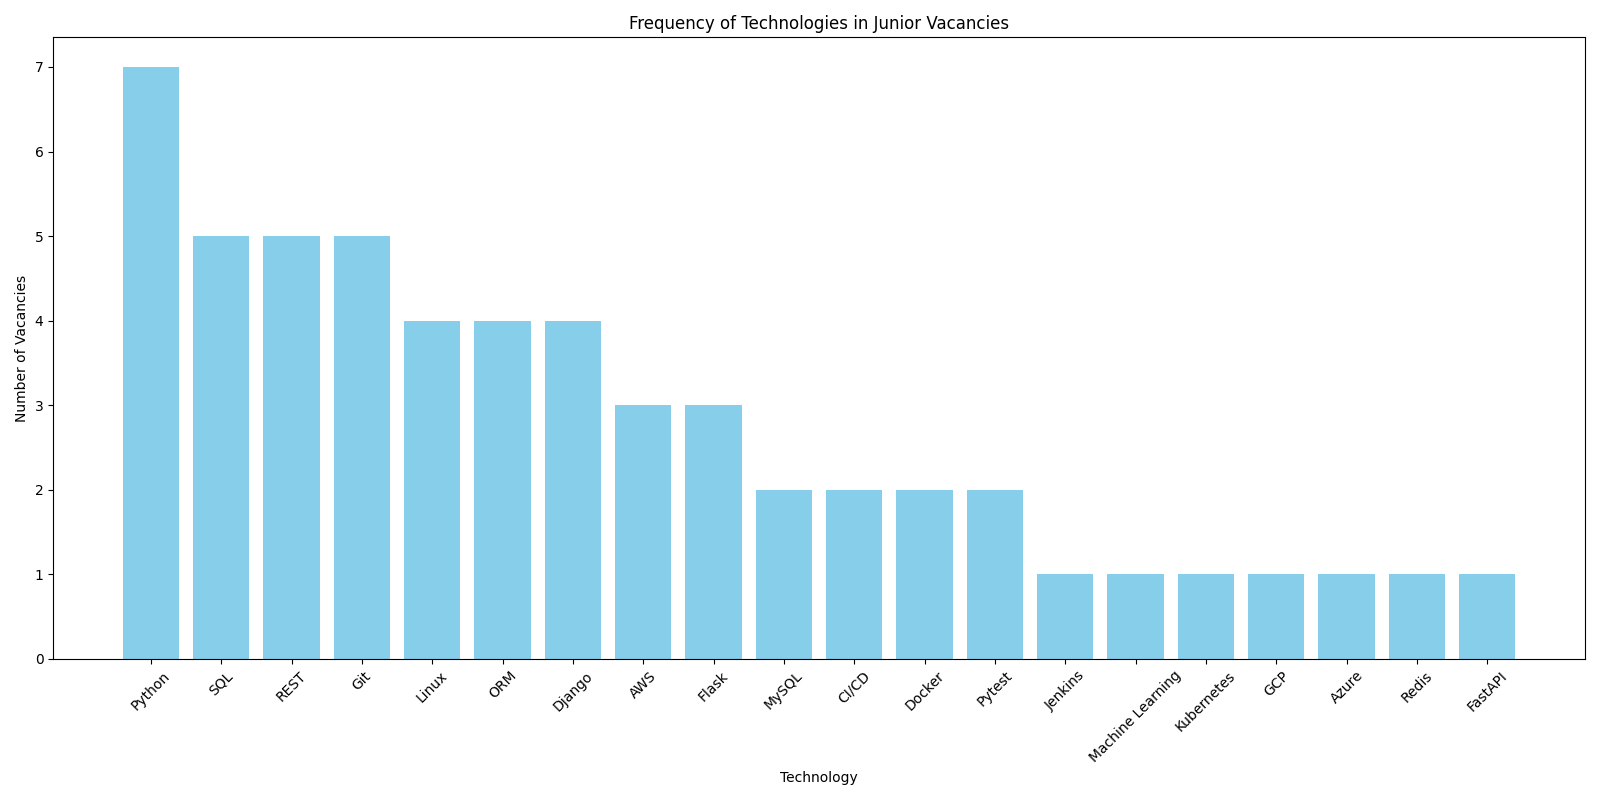 Frequency of Technologies in Junior Vacancies
Number of Vacancies
7
6
5
4
3
2
1
0
Python
SQL
REST
Git
Linux
ORM
Django
AWS
Flask
MySQL
CI/CD
Docker
Pytest
Jenkins
Machine Learning
Kubernetes
GCP
Azure
Redis
FastAPI
Technology